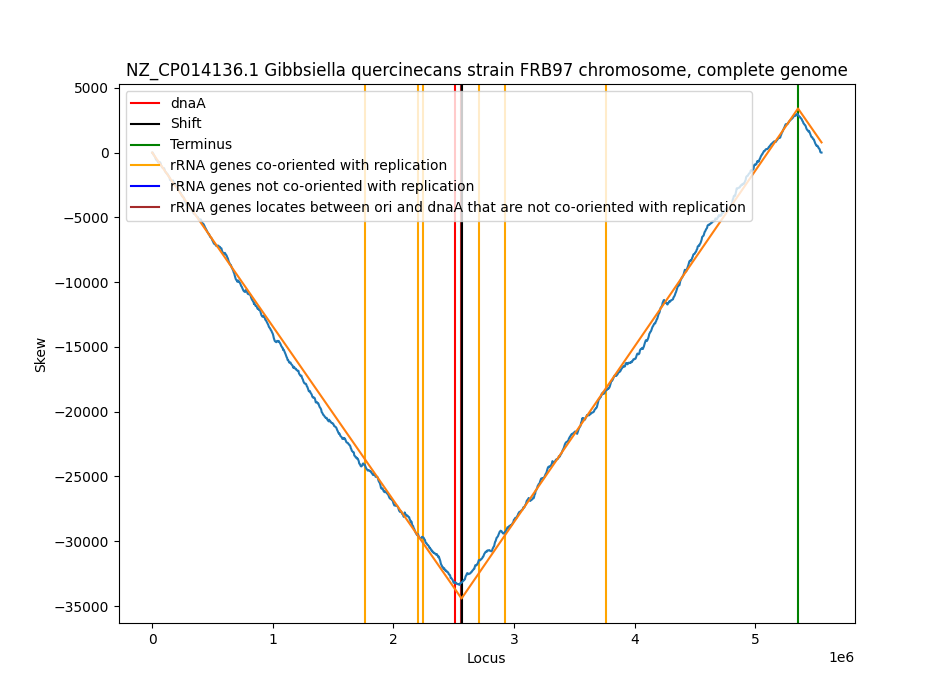 NZ_CP014136.1 Gibbsiella quercinecans strain FRB97 chromosome, complete genome
5000
0
−5000
−10000
−15000
−20000
−25000
−30000
−35000
Skew
dnaA
Shift
Terminus
rRNA genes co-oriented with replication
rRNA genes not co-oriented with replication
rRNA genes locates between ori and dnaA that are not co-oriented with replication
0 1 2 3 4 5
1e6
Locus